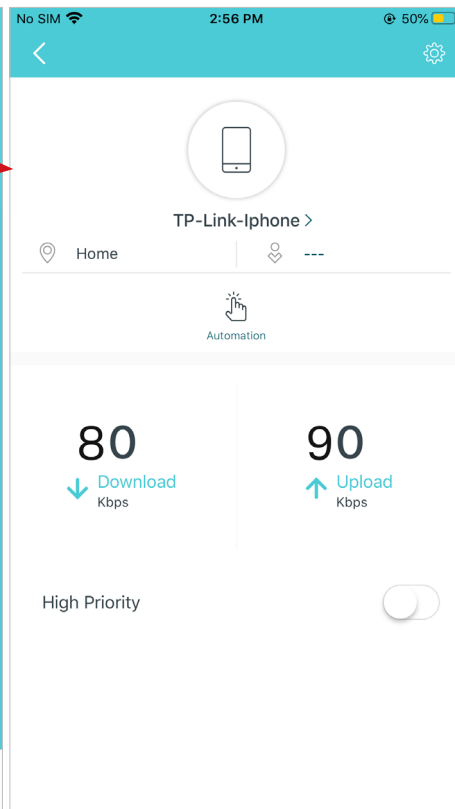 No SIM 2:56 PM 50%
TP-Link-Iphone >
Home ---
Automation
80 90
Download Upload
Kbps Kbps
High Priority